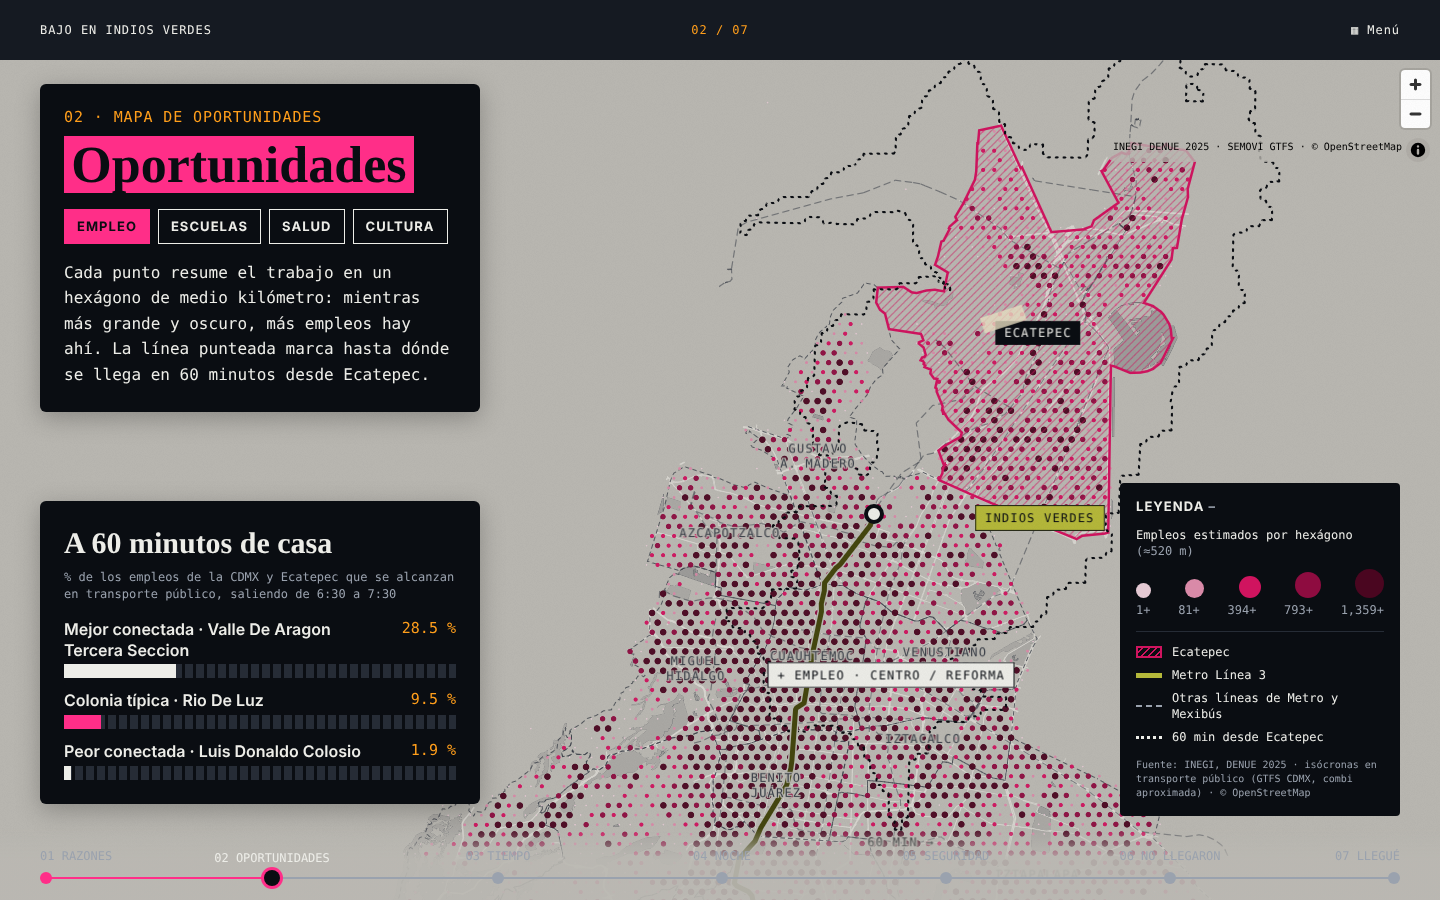 BAJO EN INDIOS VERDES
02 / 07
▦ Menú
02 · MAPA DE OPORTUNIDADES
Oportunidades
EMPLEO
ESCUELAS
SALUD
CULTURA
Cada punto resume el trabajo en un
hexágono de medio kilómetro: mientras
más grande y oscuro, más empleos hay
ahí. La línea punteada marca hasta dónde
se llega en 60 minutos desde Ecatepec.
A 60 minutos de casa
% de los empleos de la CDMX y Ecatepec que se alcanzan
en transporte público, saliendo de 6:30 a 7:30
Mejor conectada · Valle De Aragon
Tercera Seccion
28.5 %
Colonia típica · Rio De Luz
9.5 %
Peor conectada · Luis Donaldo Colosio
1.9 %
INEGI DENUE 2025 · SEMOVI GTFS · © OpenStreetMap
ECATEPEC
GUSTAVO
A. MADERO
AZCAPOTZALCO
INDIOS VERDES
MIGUEL
HIDALGO
CUAUHTÉMOC
VENUSTIANO
+ EMPLEO · CENTRO / REFORMA
IZTACALCO
BENITO
JUÁREZ
60 MIN
LEYENDA –
Empleos estimados por hexágono
(≈520 m)
1+
81+
394+
793+
1,359+
Ecatepec
Metro Línea 3
Otras líneas de Metro y
Mexibús
60 min desde Ecatepec
Fuente: INEGI, DENUE 2025 · isócronas en
transporte público (GTFS CDMX, combi
aproximada) · © OpenStreetMap
01 RAZONES
02 OPORTUNIDADES
03 TIEMPO
05 SEGURIDAD
06 NO LLEGARON
07 LLEGUÉ